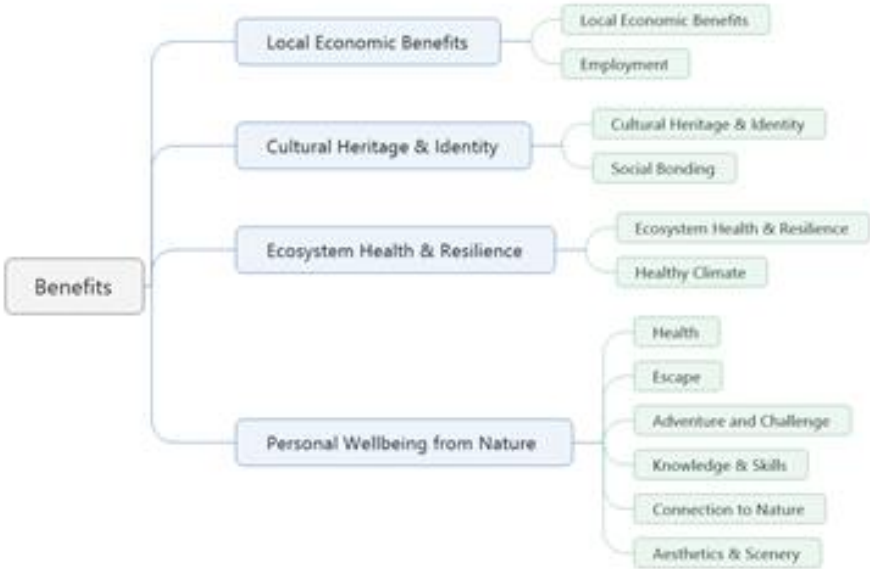 Benefits
Local Economic Benefits
Local Economic Benefits
Employment
Cultural Heritage & Identity
Cultural Heritage & Identity
Social Bonding
Ecosystem Health & Resilience
Ecosystem Health & Resilience
Healthy Climate
Personal Wellbeing from Nature
Health
Escape
Adventure and Challenge
Knowledge & Skills
Connection to Nature
Aesthetics & Scenery